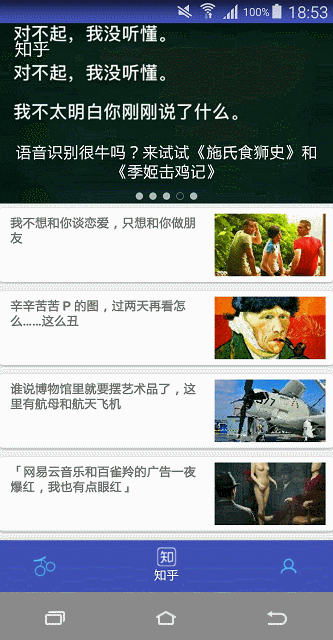 100% 18:53
对不起，我没听懂。
知乎
对不起，我没听懂。
我不太明白你刚刚说了什么。
语音识别很牛吗？来试试《施氏食狮史》和
《季姬击鸡记》
我不想和你谈恋爱，只想和你做朋
友
辛辛苦苦 P 的图，过两天再看怎
么……这么丑
谁说博物馆里就要摆艺术品了，这
里有航母和航天飞机
「网易云音乐和百雀羚的广告一夜
爆红，我也有点眼红」
知
知乎